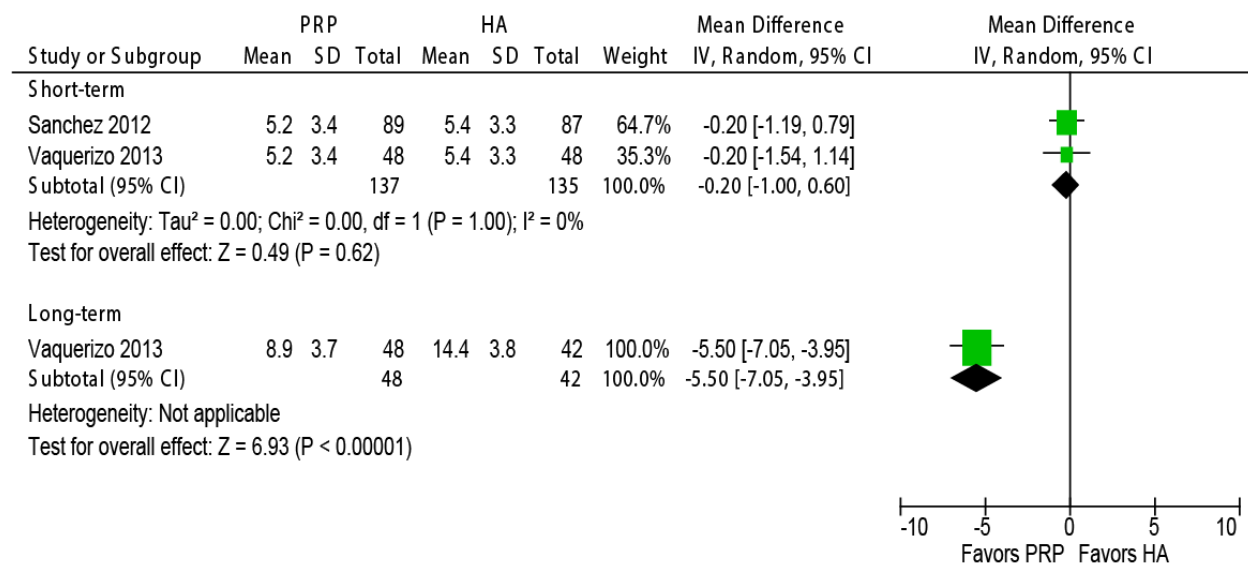 PRP HA Mean Difference Mean Difference
Study or Subgroup Mean SD Total Mean SD Total Weight IV, Random, 95% CI IV, Random, 95% CI
Short-term
Sanchez 2012 5.2 3.4 89 5.4 3.3 87 64.7% -0.20 [-1.19, 0.79]
Vaquerizo 2013 5.2 3.4 48 5.4 3.3 48 35.3% -0.20 [-1.54, 1.14]
Subtotal (95% CI) 137 135 100.0% -0.20 [-1.00, 0.60]
Heterogeneity: Tau² = 0.00; Chi² = 0.00, df = 1 (P = 1.00); I² = 0%
Test for overall effect: Z = 0.49 (P = 0.62)
Long-term
Vaquerizo 2013 8.9 3.7 48 14.4 3.8 42 100.0% -5.50 [-7.05, -3.95]
Subtotal (95% CI) 48 42 100.0% -5.50 [-7.05, -3.95]
Heterogeneity: Not applicable
Test for overall effect: Z = 6.93 (P < 0.00001)
-10 -5 0 5 10
Favors PRP Favors HA